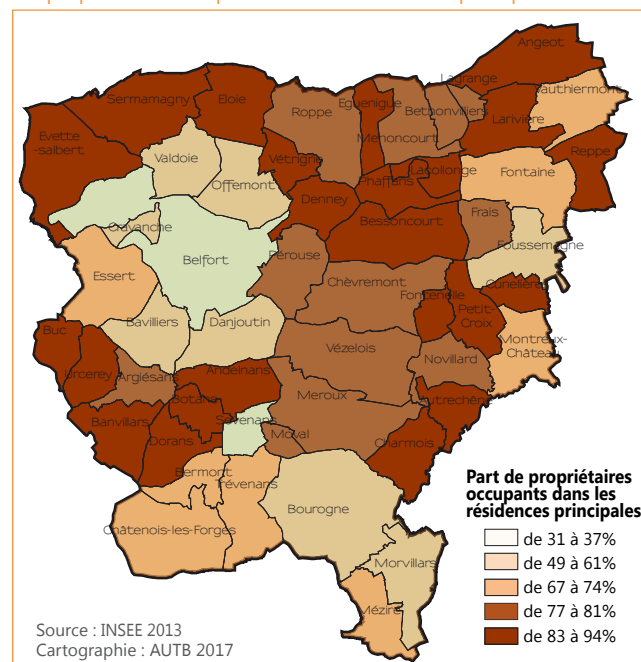 Angeot
Lagrange
Vauthiermont
Sermamagny
Eloie
Roppe
Eguenigue
Bethonvilliers
Larivière
Menoncourt
Evette
-salbert
Valdoie
Vétrigne
Reppe
Offemont
Phaffans
Lacollonge
Fontaine
Denney
Bessoncourt
Frais
Cravanche
Foussemagne
Belfort
Pérouse
Essert
Chèvremont
Fontenelle
Cunelières
Petit-
Croix
Bavilliers
Danjoutin
Buc
Montreux-
Château
Vézelois
Urcerey
Argiésans
Andelnans
Novillard
Botans
Meroux
Autrechêne
Banvillars
Sévenans
Dorans
Moval
Charmois
Bermont
Trévenans
Bourogne
Châtenois-les-Forges
Morvillars
Méziré
Part de propriétaires
occupants dans les
résidences principales
de 31 à 37%
de 49 à 61%
de 67 à 74%
de 77 à 81%
de 83 à 94%
Source : INSEE 2013
Cartographie : AUTB 2017